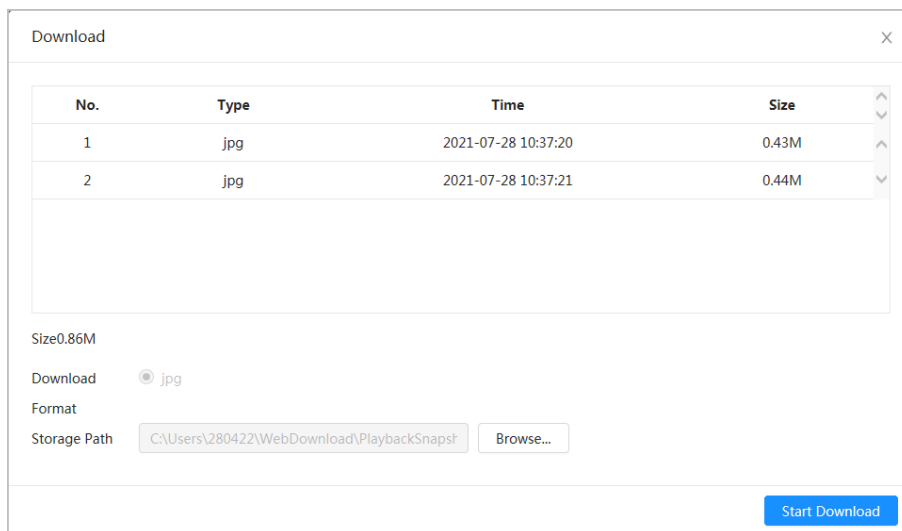 Download
No. Type Time Size
1 jpg 2021-07-28 10:37:20 0.43M
2 jpg 2021-07-28 10:37:21 0.44M
Size0.86M
Download jpg
Format
Storage Path C:\Users\280422\WebDownload\PlaybackSnapsh Browse...
Start Download